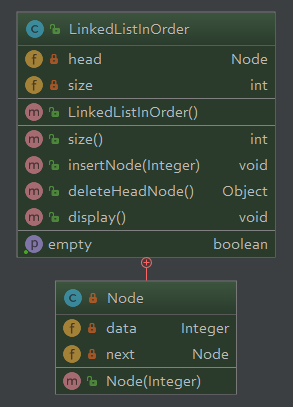 C LinkedListInOrder
f head Node
f size int
m LinkedListInOrder()
m size() int
m insertNode(Integer) void
m deleteHeadNode() Object
m display() void
p empty boolean
C Node
f data Integer
f next Node
m Node(Integer)